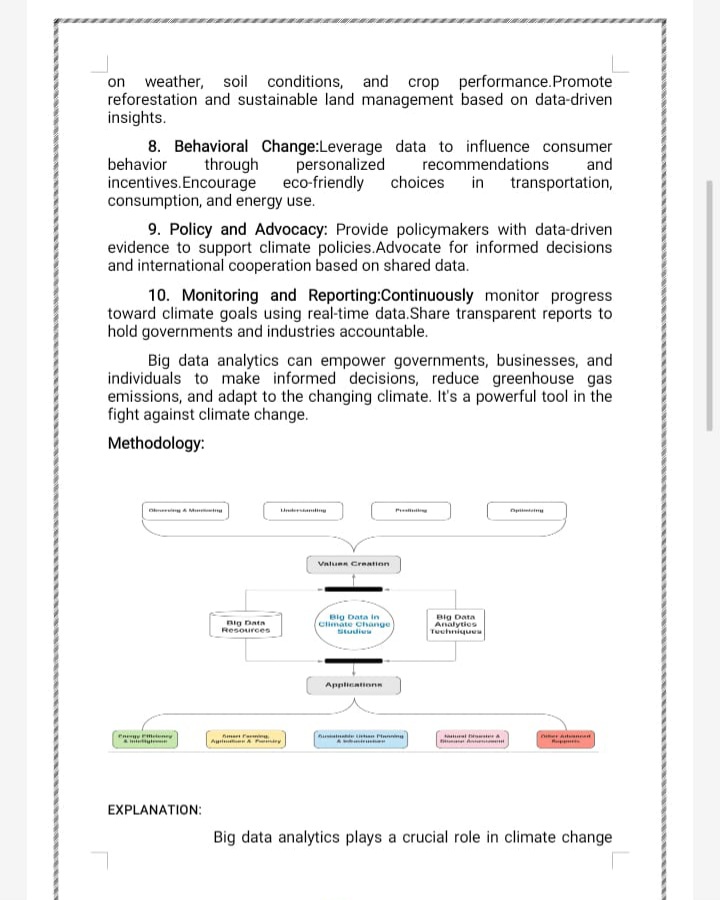 on weather, soil conditions, and crop performance.Promote
reforestation and sustainable land management based on data-driven
insights.
8. Behavioral Change:Leverage data to influence consumer
behavior through personalized recommendations and
incentives.Encourage eco-friendly choices in transportation,
consumption, and energy use.
9. Policy and Advocacy: Provide policymakers with data-driven
evidence to support climate policies.Advocate for informed decisions
and international cooperation based on shared data.
10. Monitoring and Reporting:Continuously monitor progress
toward climate goals using real-time data.Share transparent reports to
hold governments and industries accountable.
Big data analytics can empower governments, businesses, and
individuals to make informed decisions, reduce greenhouse gas
emissions, and adapt to the changing climate. It's a powerful tool in the
fight against climate change.
Methodology:
Observing & Monitoring
Understanding
Predicting
Optimizing
Values Creation
Big Data
Resources
Big Data in
Climate Change
Studies
Big Data
Analytics
Techniques
Applications
Energy Efficiency
& Intelligence
Smart Farming,
Agriculture & Forestry
Sustainable Urban Planning
& Infrastructure
Natural Disaster &
Disease Assessment
Other Advanced
Supports
EXPLANATION:
Big data analytics plays a crucial role in climate change